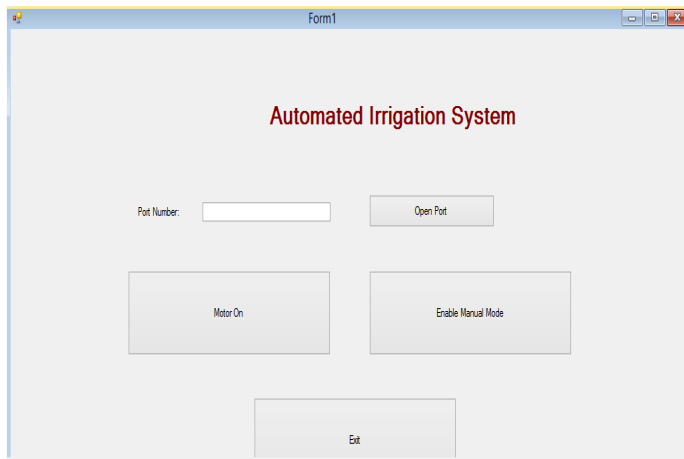 Form1
Automated Irrigation System
Port Number:
Open Port
Motor On
Enable Manual Mode
Exit